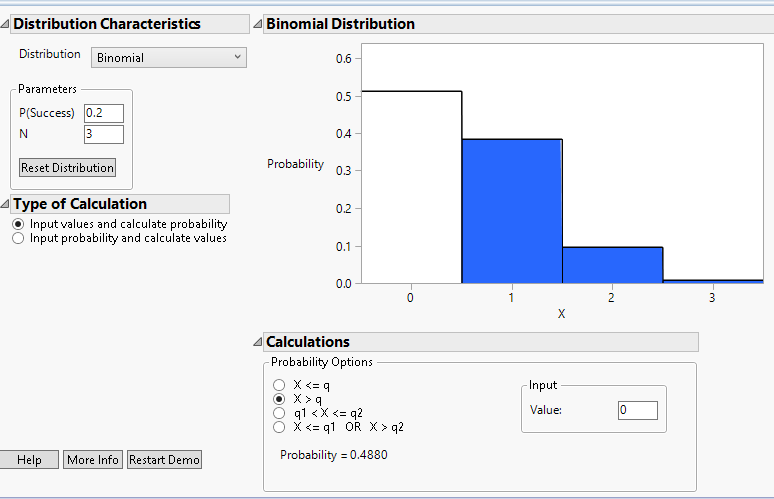 Distribution Characteristics
Distribution Binomial
Parameters
P(Success) 0.2
N 3
Reset Distribution
Type of Calculation
Input values and calculate probability
Input probability and calculate values
Help More Info Restart Demo
Binomial Distribution
0.6
0.5
0.4
Probability 0.3
0.2
0.1
0.0
0 1 2 3
X
Calculations
Probability Options
X <= q
X > q
q1 < X <= q2
X <= q1 OR X > q2
Probability = 0.4880
Input
Value: 0